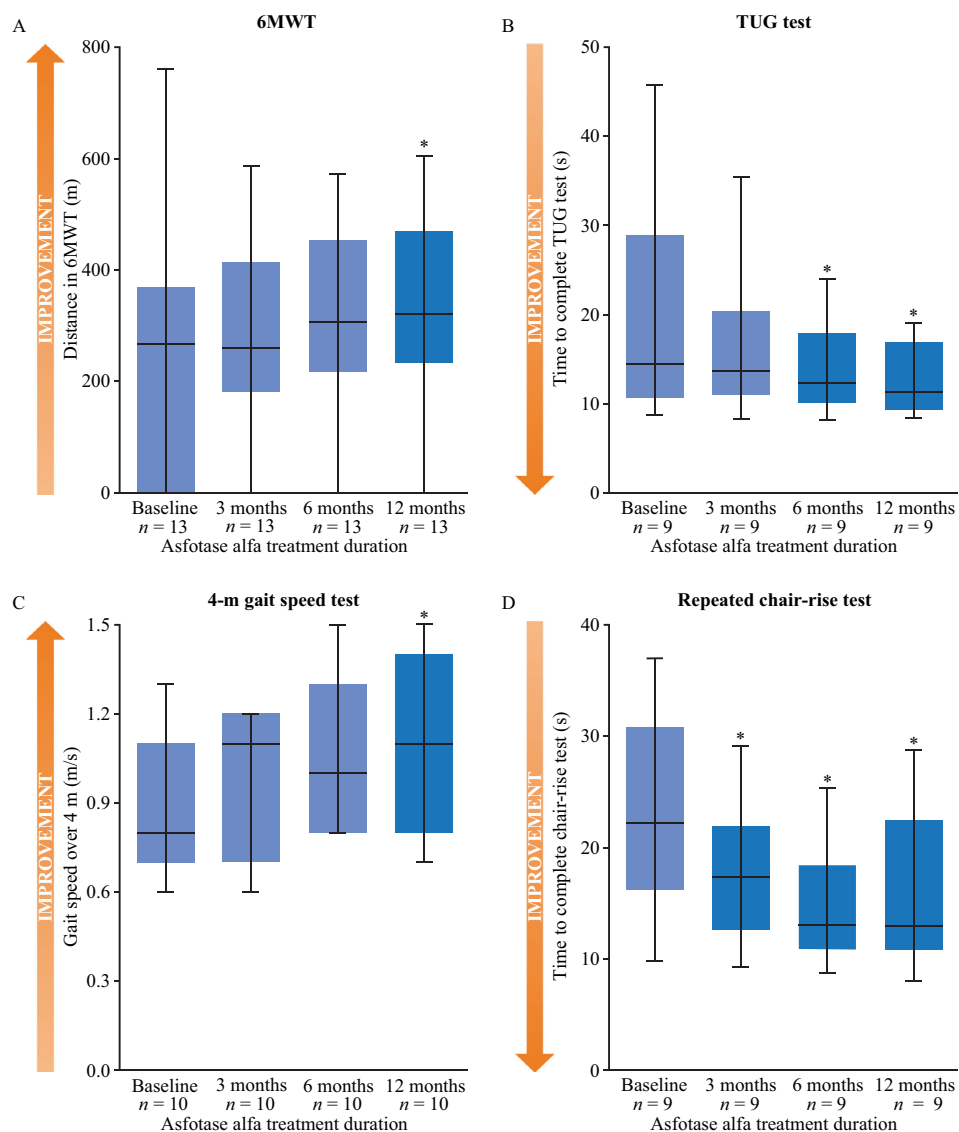 A
6MWT
IMPROVEMENT
Distance in 6MWT (m)
800
600
400
200
0
*
Baseline
n = 13
3 months
n = 13
6 months
n = 13
12 months
n = 13
Asfotase alfa treatment duration
B
TUG test
IMPROVEMENT
Time to complete TUG test (s)
50
40
30
20
10
0
*
*
Baseline
n = 9
3 months
n = 9
6 months
n = 9
12 months
n = 9
Asfotase alfa treatment duration
C
4-m gait speed test
IMPROVEMENT
Gait speed over 4 m (m/s)
1.5
1.2
0.9
0.6
0.3
0.0
*
Baseline
n = 10
3 months
n = 10
6 months
n = 10
12 months
n = 10
Asfotase alfa treatment duration
D
Repeated chair-rise test
IMPROVEMENT
Time to complete chair-rise test (s)
40
30
20
10
0
*
*
*
Baseline
n = 9
3 months
n = 9
6 months
n = 9
12 months
n = 9
Asfotase alfa treatment duration